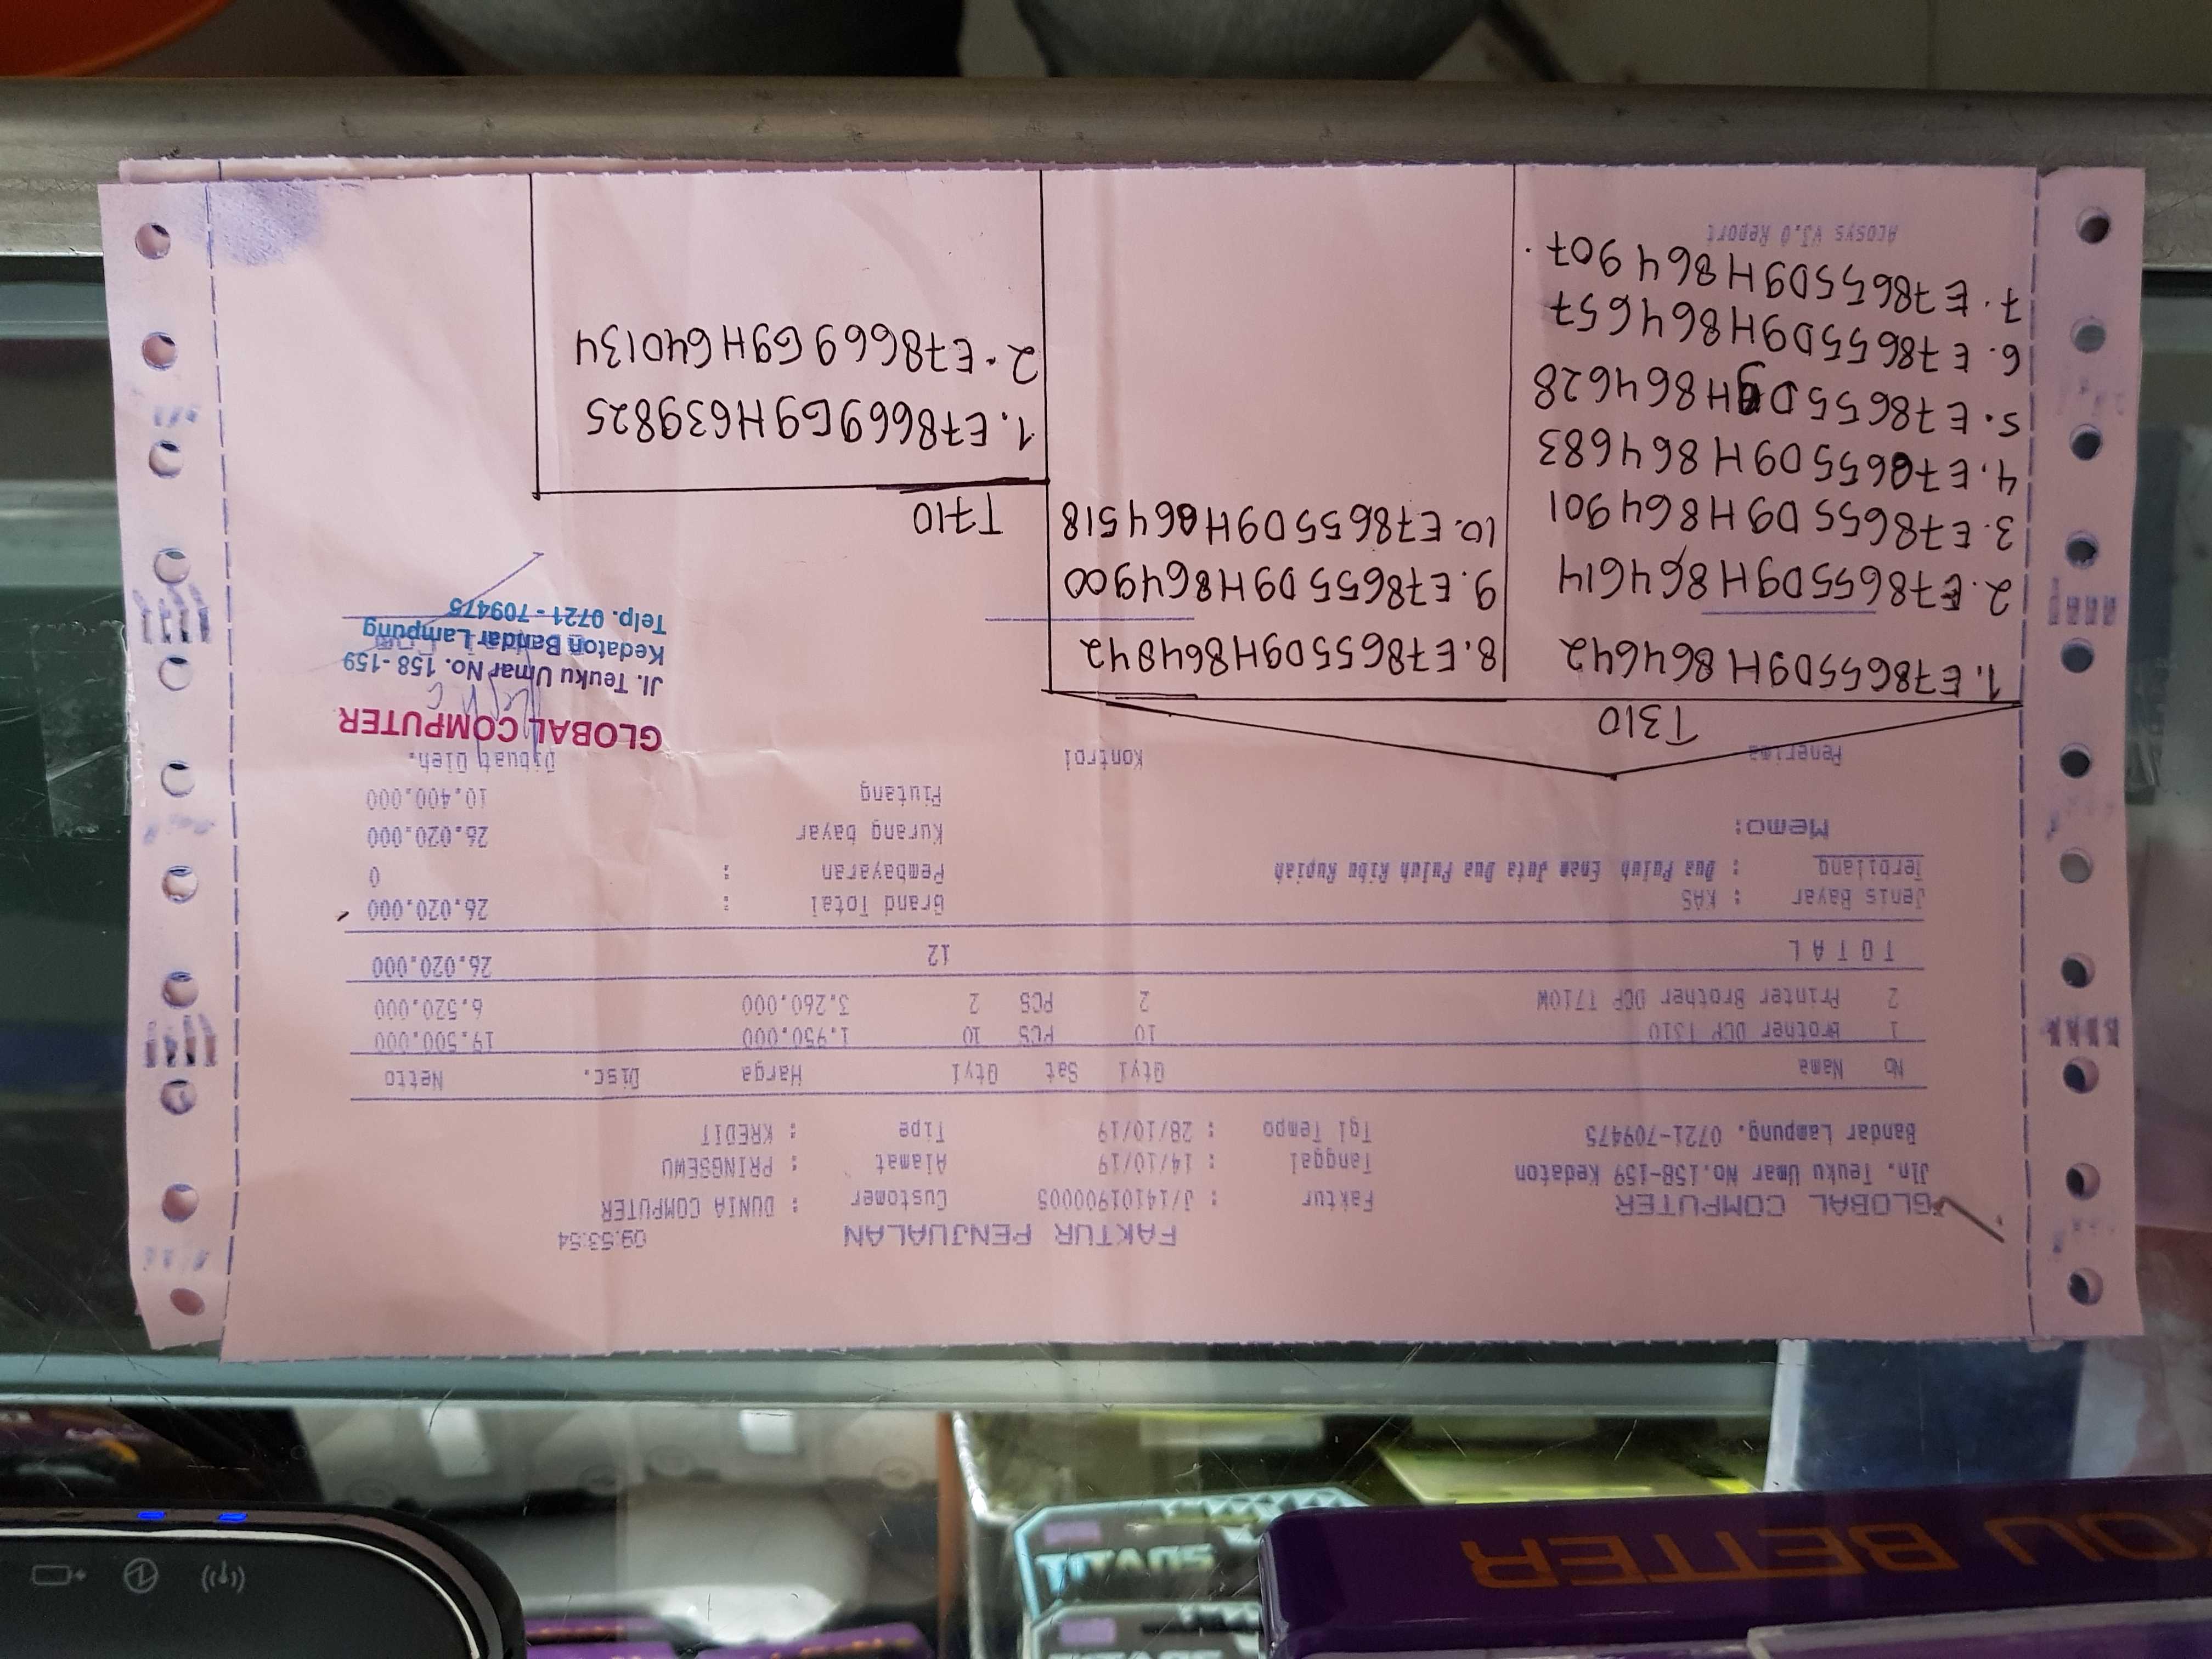 FAKTUR PENJUALAN 09:53:54
GLOBAL COMPUTER Faktur : J/14101900005 Customer : DUNIA COMPUTER
Jln. Teuku Umar No.158-159 Kedaton Tanggal : 14/10/19 Alamat : PRINGSEWU
Bandar Lampung. 0721-709475 Tgl Tempo : 28/10/19 Tipe : KREDIT
No Nama Qty1 Sat Qty1 Harga Disc. Netto
1 Brother DCP T310 10 PCS 10 1.950.000 19.500.000
2 Printer Brother DCP T710W 2 PCS 2 3.260.000 6.520.000
T O T A L 12 26.020.000
Jenis Bayar : KAS Grand Total : 26.020.000
Terbilang : Dua Puluh Enam Juta Dua Puluh Ribu Rupiah Pembayaran : 0
Memo: Kurang bayar 26.020.000
Piutang 10.400.000
Penerima Kontrol Dibuat Oleh.
GLOBAL COMPUTER
Jl. Teuku Umar No. 158-159
Kedaton Bandar Lampung
Telp. 0721 - 709475
T310
1. E78655D9H864642
2. E78655D9H864614
3. E78655D9H864901
4. E78655D9H864683
5. E78655D9H864628
6. E78655D9H864657
7. E78655D9H864907.
8. E78655D9H864842
9. E78655D9H864900
10. E78655D9H864518
T710
1. E78669G9H639825
2. E78669G9H640134
Acosys V3.0 Report
TITANS
YOU BETTER